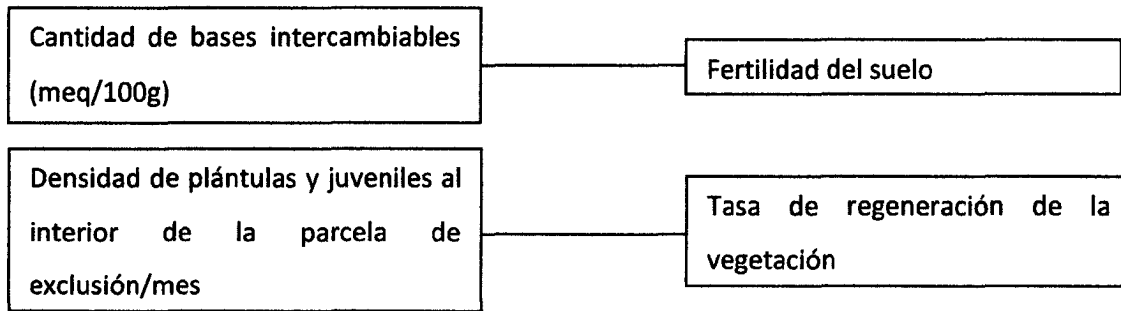 Cantidad de bases intercambiables
(meq/100g)
Fertilidad del suelo
Densidad de plántulas y juveniles al
interior de la parcela de
exclusión/mes
Tasa de regeneración de la
vegetación